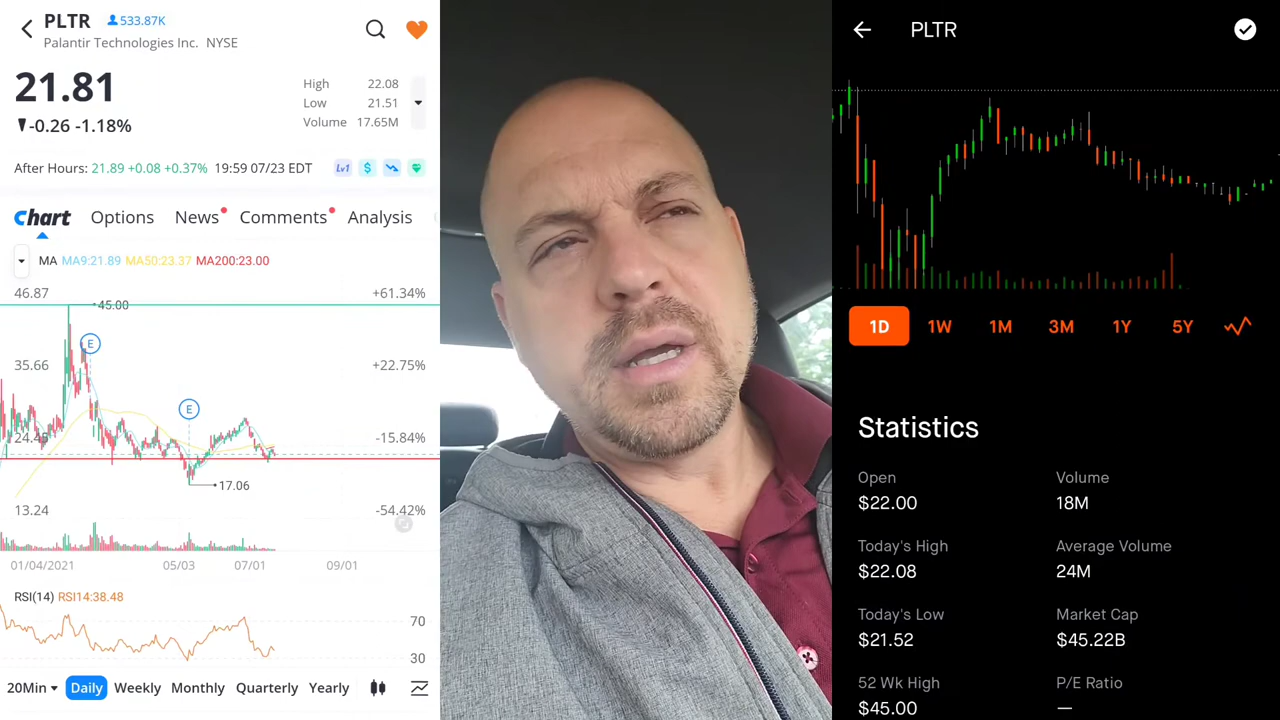 PLTR 533.87K
Palantir Technologies Inc. NYSE
21.81
-0.26 -1.18%
High 22.08
Low 21.51
Volume 17.65M
After Hours: 21.89 +0.08 +0.37% 19:59 07/23 EDT
Lv1 $
Chart Options News Comments Analysis
MA MA9:21.89 MA50:23.37 MA200:23.00
46.87 +61.34%
45.00
E
35.66 +22.75%
E
24.45 -15.84%
17.06
13.24 -54.42%
01/04/2021 05/03 07/01 09/01
RSI(14) RSI14:38.48
70
30
20Min Daily Weekly Monthly Quarterly Yearly
PLTR
1D 1W 1M 3M 1Y 5Y
Statistics
Open Volume
$22.00 18M
Today's High Average Volume
$22.08 24M
Today's Low Market Cap
$21.52 $45.22B
52 Wk High P/E Ratio
$45.00 —